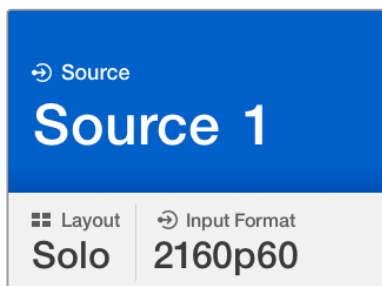 Source
Source 1
Layout
Input Format
Solo
2160p60